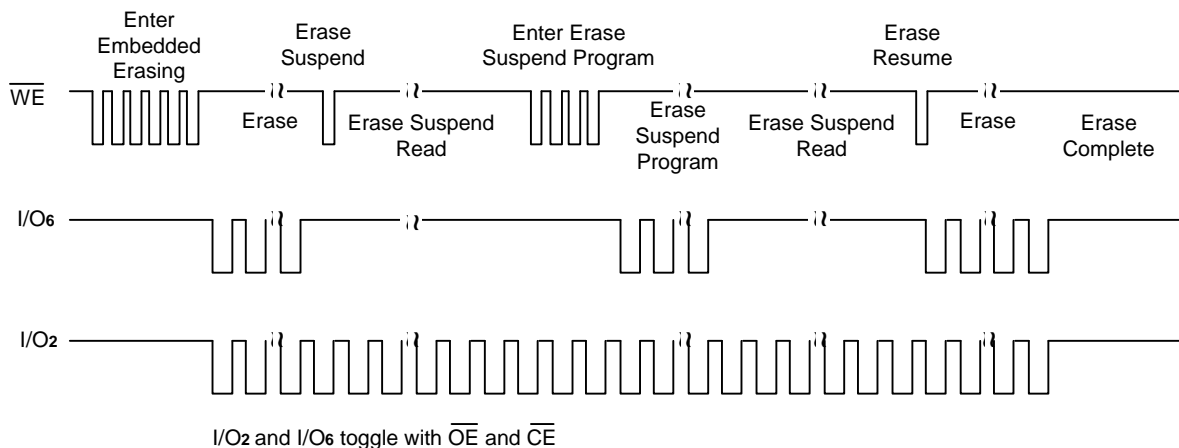 Enter
Embedded
Erasing
Erase
Suspend
Enter Erase
Suspend Program
Erase
Resume
WE
Erase
Erase Suspend
Read
Erase
Suspend
Program
Erase Suspend
Read
Erase
Erase
Complete
I/O6
I/O2
I/O2 and I/O6 toggle with OE and CE